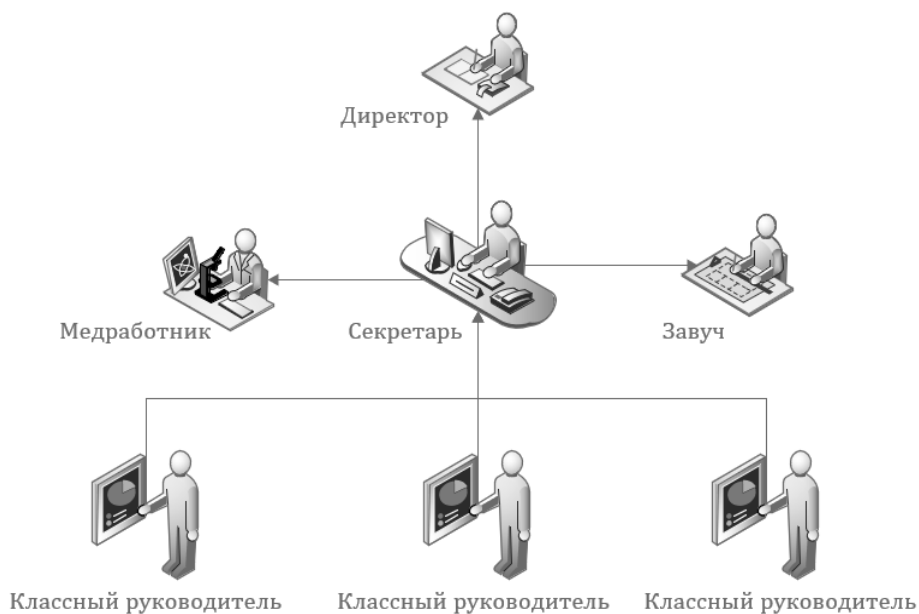 Директор
Медработник
Секретарь
Завуч
Классный руководитель
Классный руководитель
Классный руководитель